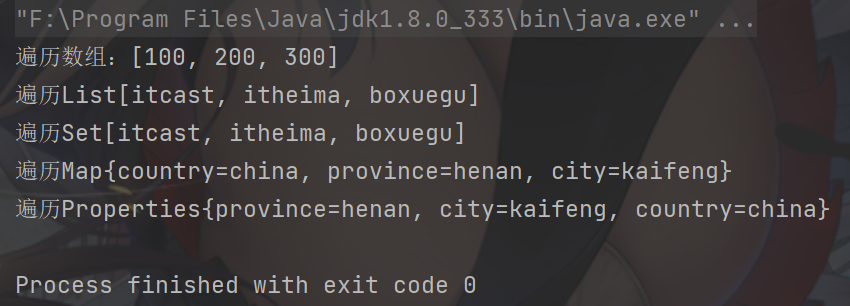 "F:\Program Files\Java\jdk1.8.0_333\bin\java.exe" ...
遍历数组：[100, 200, 300]
遍历List[itcast, itheima, boxuegu]
遍历Set[itcast, itheima, boxuegu]
遍历Map{country=china, province=henan, city=kaifeng}
遍历Properties{province=henan, city=kaifeng, country=china}
Process finished with exit code 0